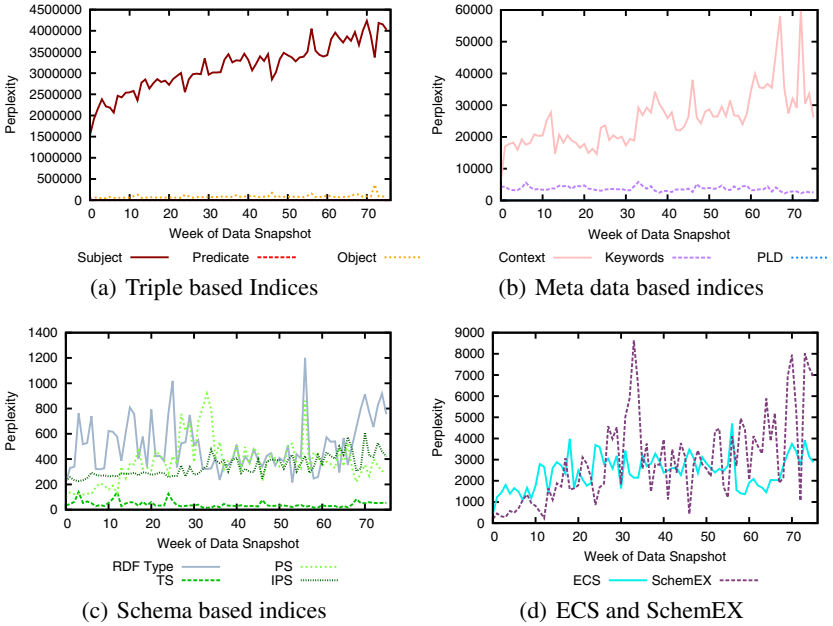 4500000
4000000
3500000
3000000
2500000
2000000
1500000
1000000
500000
0
Perplexity
0 10 20 30 40 50 60 70
Week of Data Snapshot
Subject Predicate Object
(a) Triple based Indices
60000
50000
40000
30000
20000
10000
0
Perplexity
0 10 20 30 40 50 60 70
Week of Data Snapshot
Context Keywords PLD
(b) Meta data based indices
1400
1200
1000
800
600
400
200
0
Perplexity
0 10 20 30 40 50 60 70
Week of Data Snapshot
RDF Type PS
TS IPS
(c) Schema based indices
9000
8000
7000
6000
5000
4000
3000
2000
1000
0
Perplexity
0 10 20 30 40 50 60 70
Week of Data Snapshot
ECS SchemEX
(d) ECS and SchemEX